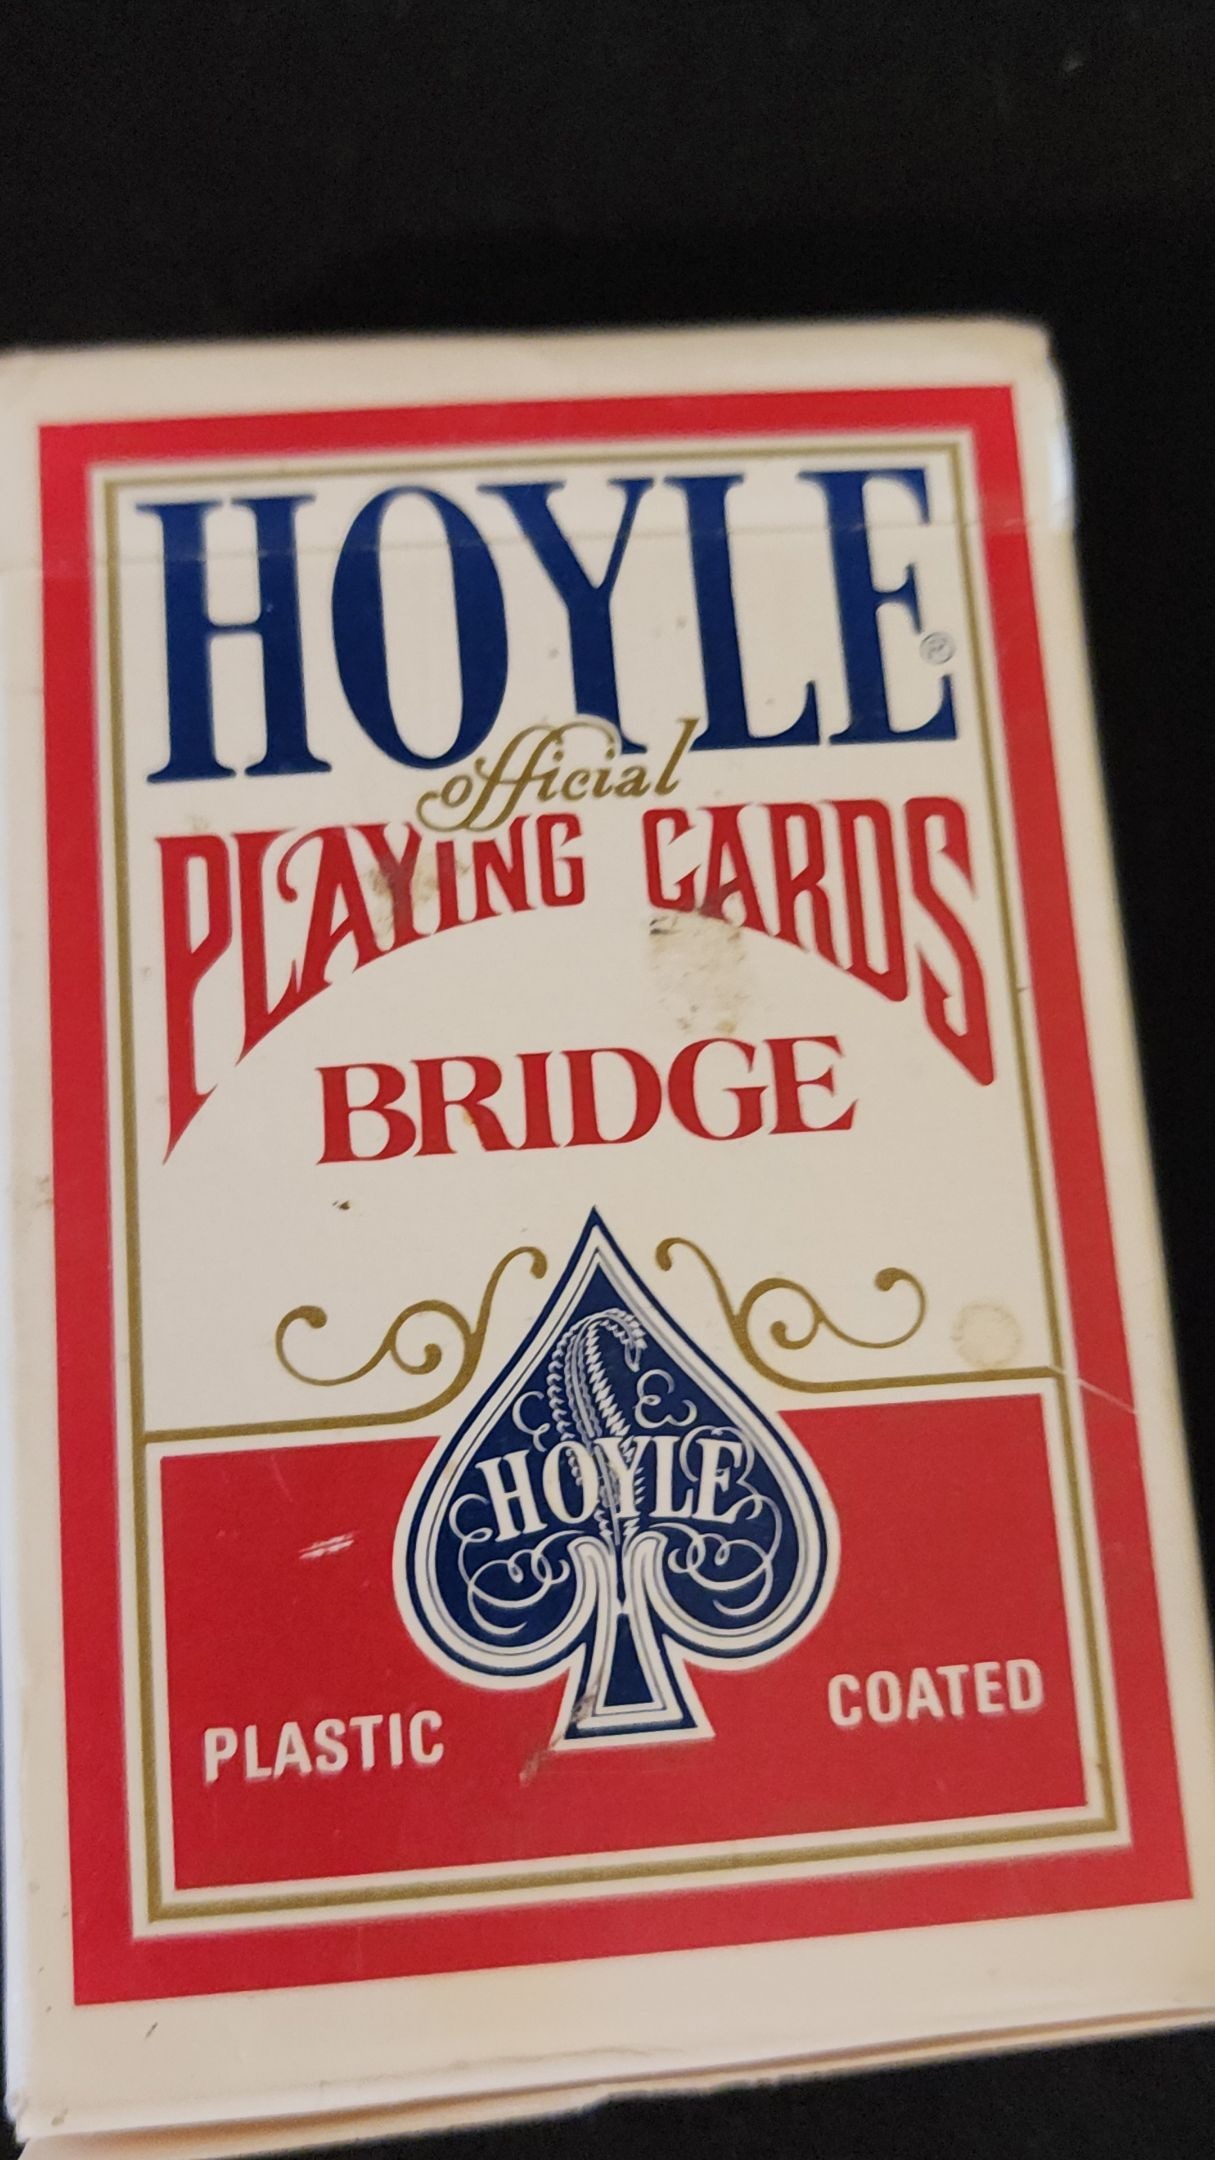 HOYLE®
official
PLAYING CARDS
BRIDGE
HOYLE
PLASTIC COATED